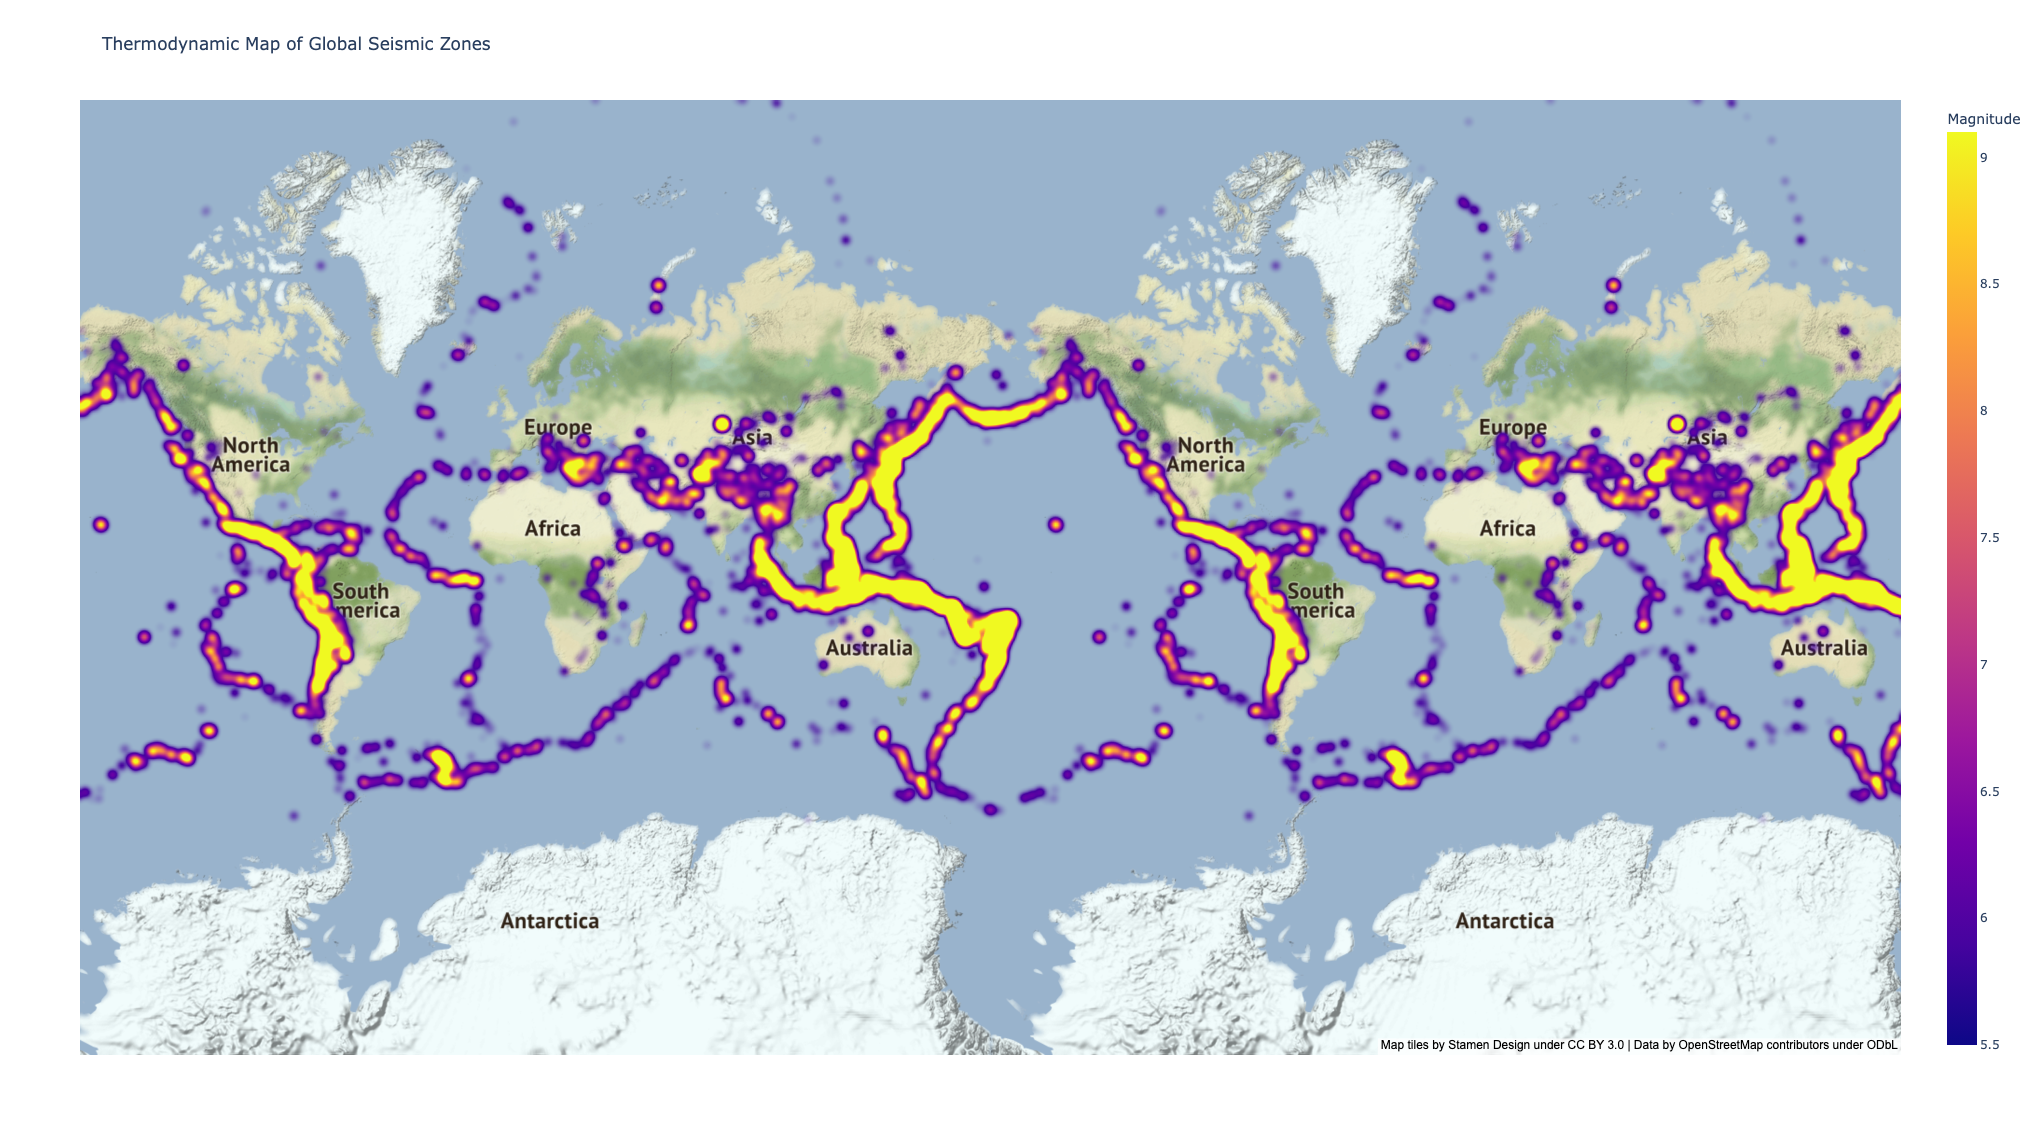 Thermodynamic Map of Global Seismic Zones
Magnitude
9
8.5
8
7.5
7
6.5
6
5.5
Europe
Asia
North
America
Africa
South
merica
Australia
Antarctica
Europe
Asia
North
America
Africa
South
merica
Australia
Antarctica
Map tiles by Stamen Design under CC BY 3.0 | Data by OpenStreetMap contributors under ODbL